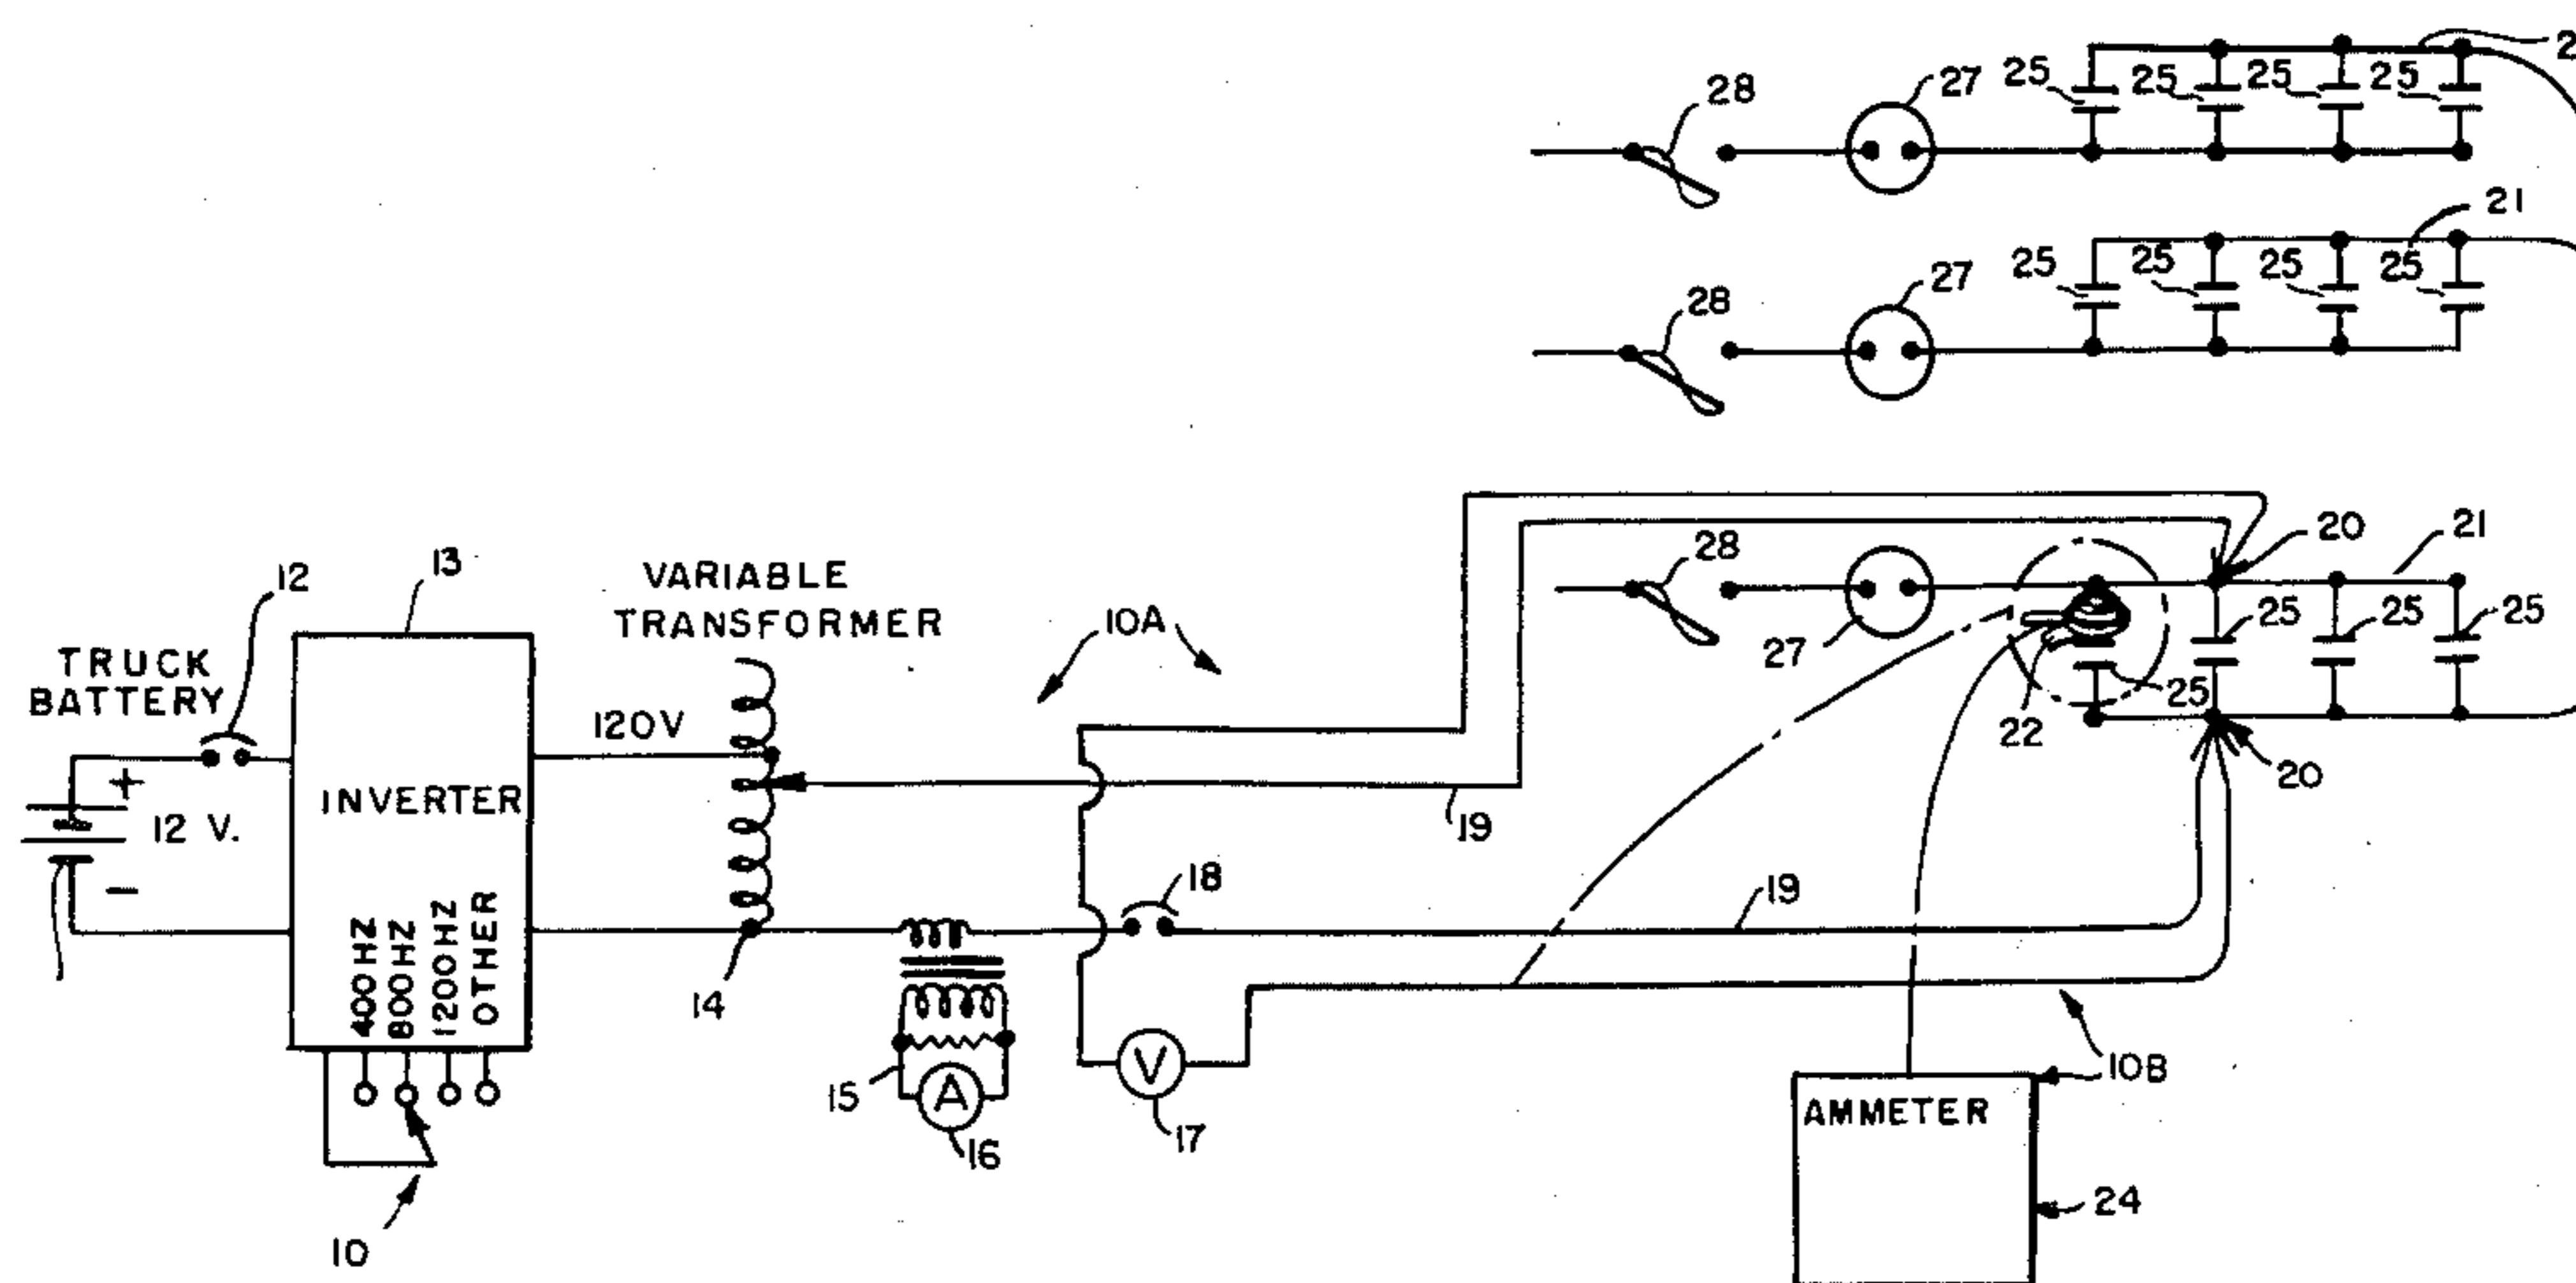 2
25 25 25 25
27
28
21
25 25 25 25
27
28
20
21
28
27
25
25 25 25
22
20
VARIABLE
TRANSFORMER
10A
13
12
TRUCK
BATTERY
+
12 V.
−
INVERTER
120V
400HZ
800HZ
1200HZ
OTHER
10
14
15
A
16
V
17
18
19
19
10B
AMMETER
24